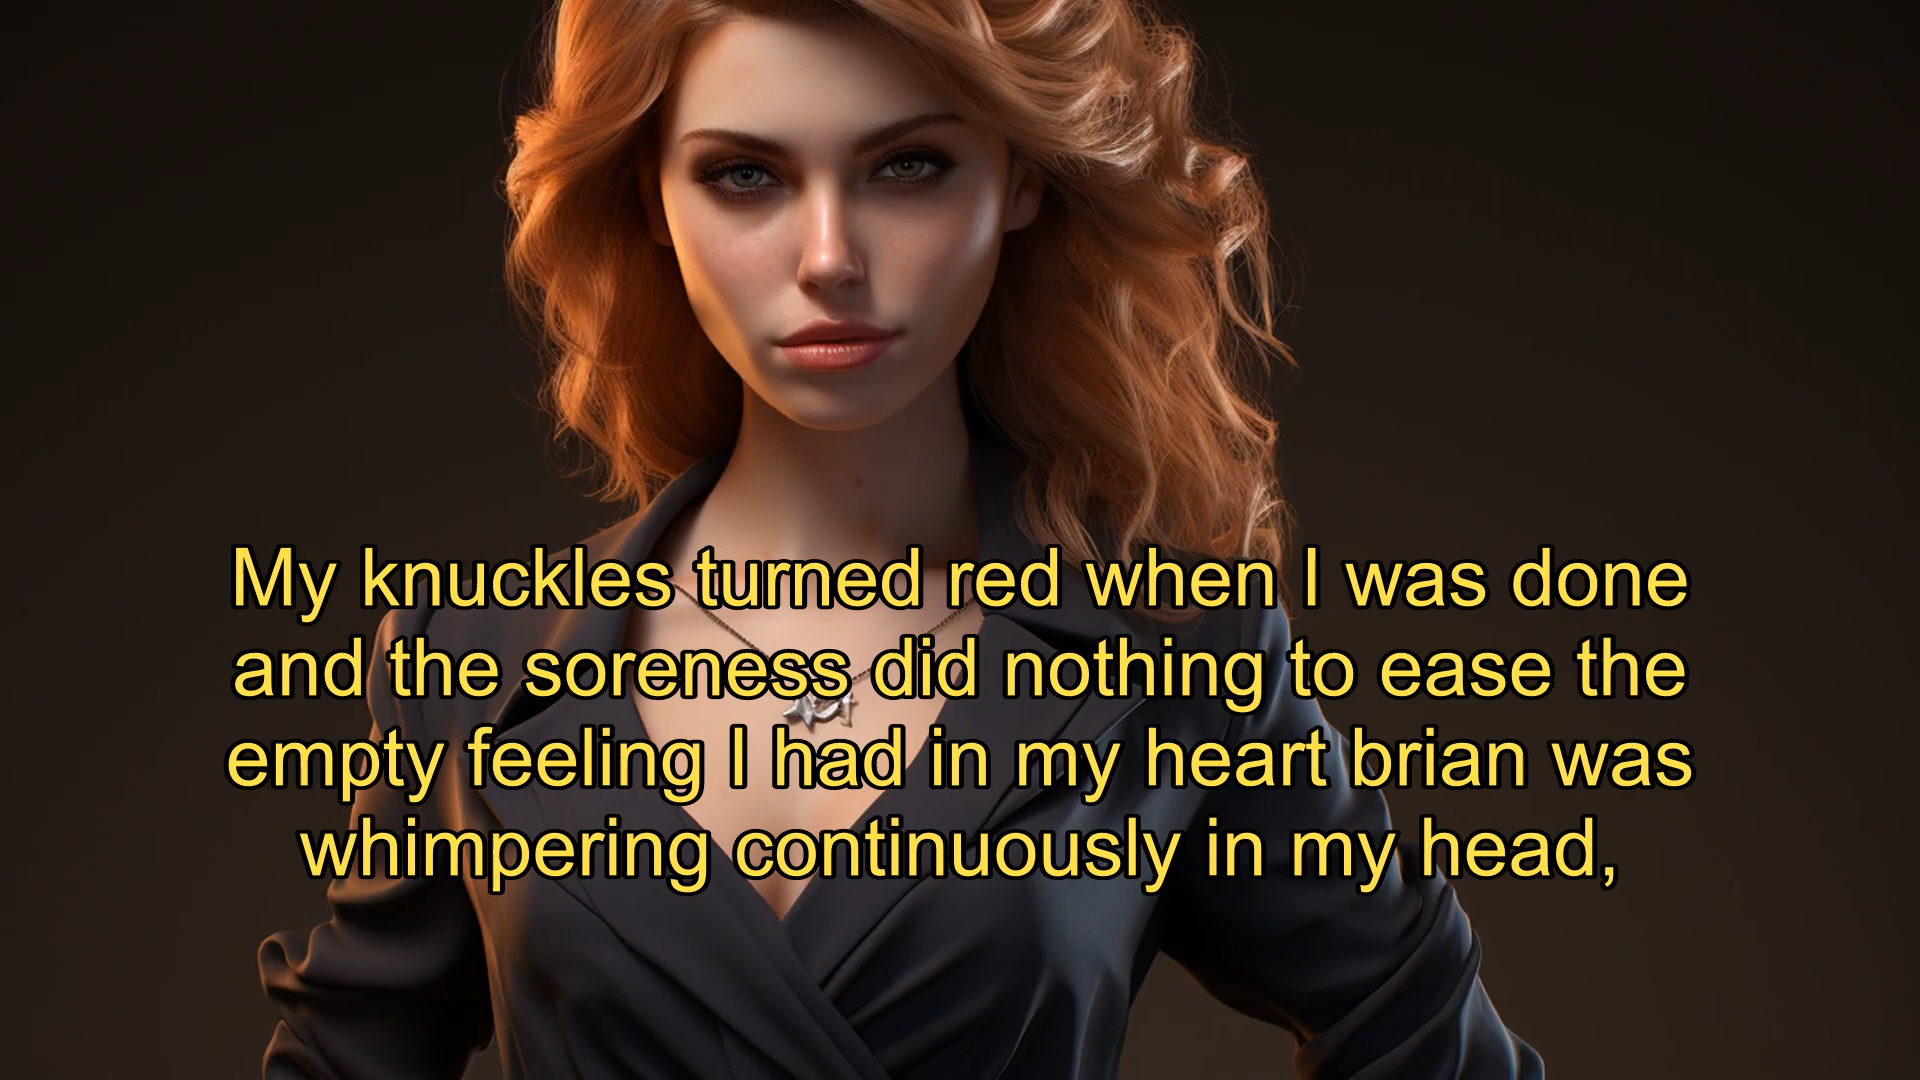 My knuckles turned red when I was done
and the soreness did nothing to ease the
empty feeling I had in my heart brian was
whimpering continuously in my head,